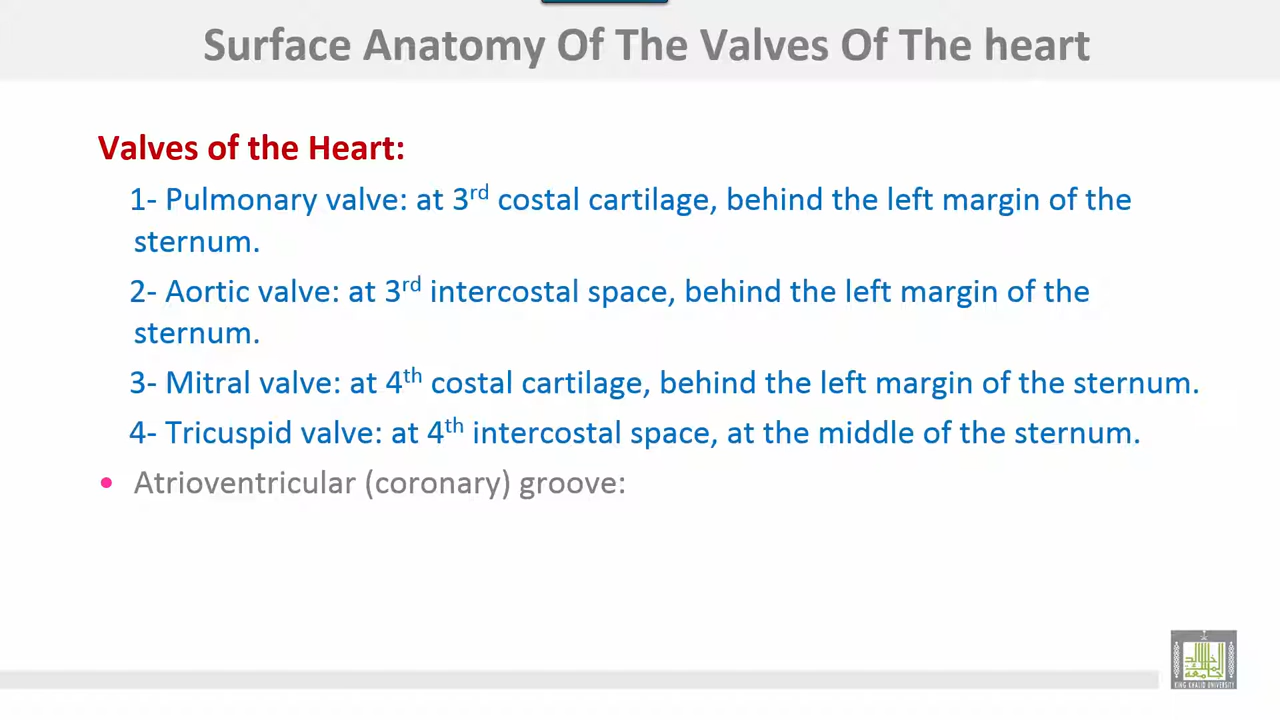 Surface Anatomy Of The Valves Of The heart
Valves of the Heart:
1- Pulmonary valve: at 3rd costal cartilage, behind the left margin of the
sternum.
2- Aortic valve: at 3rd intercostal space, behind the left margin of the
sternum.
3- Mitral valve: at 4th costal cartilage, behind the left margin of the sternum.
4- Tricuspid valve: at 4th intercostal space, at the middle of the sternum.
• Atrioventricular (coronary) groove:
KING KHALID UNIVERSITY